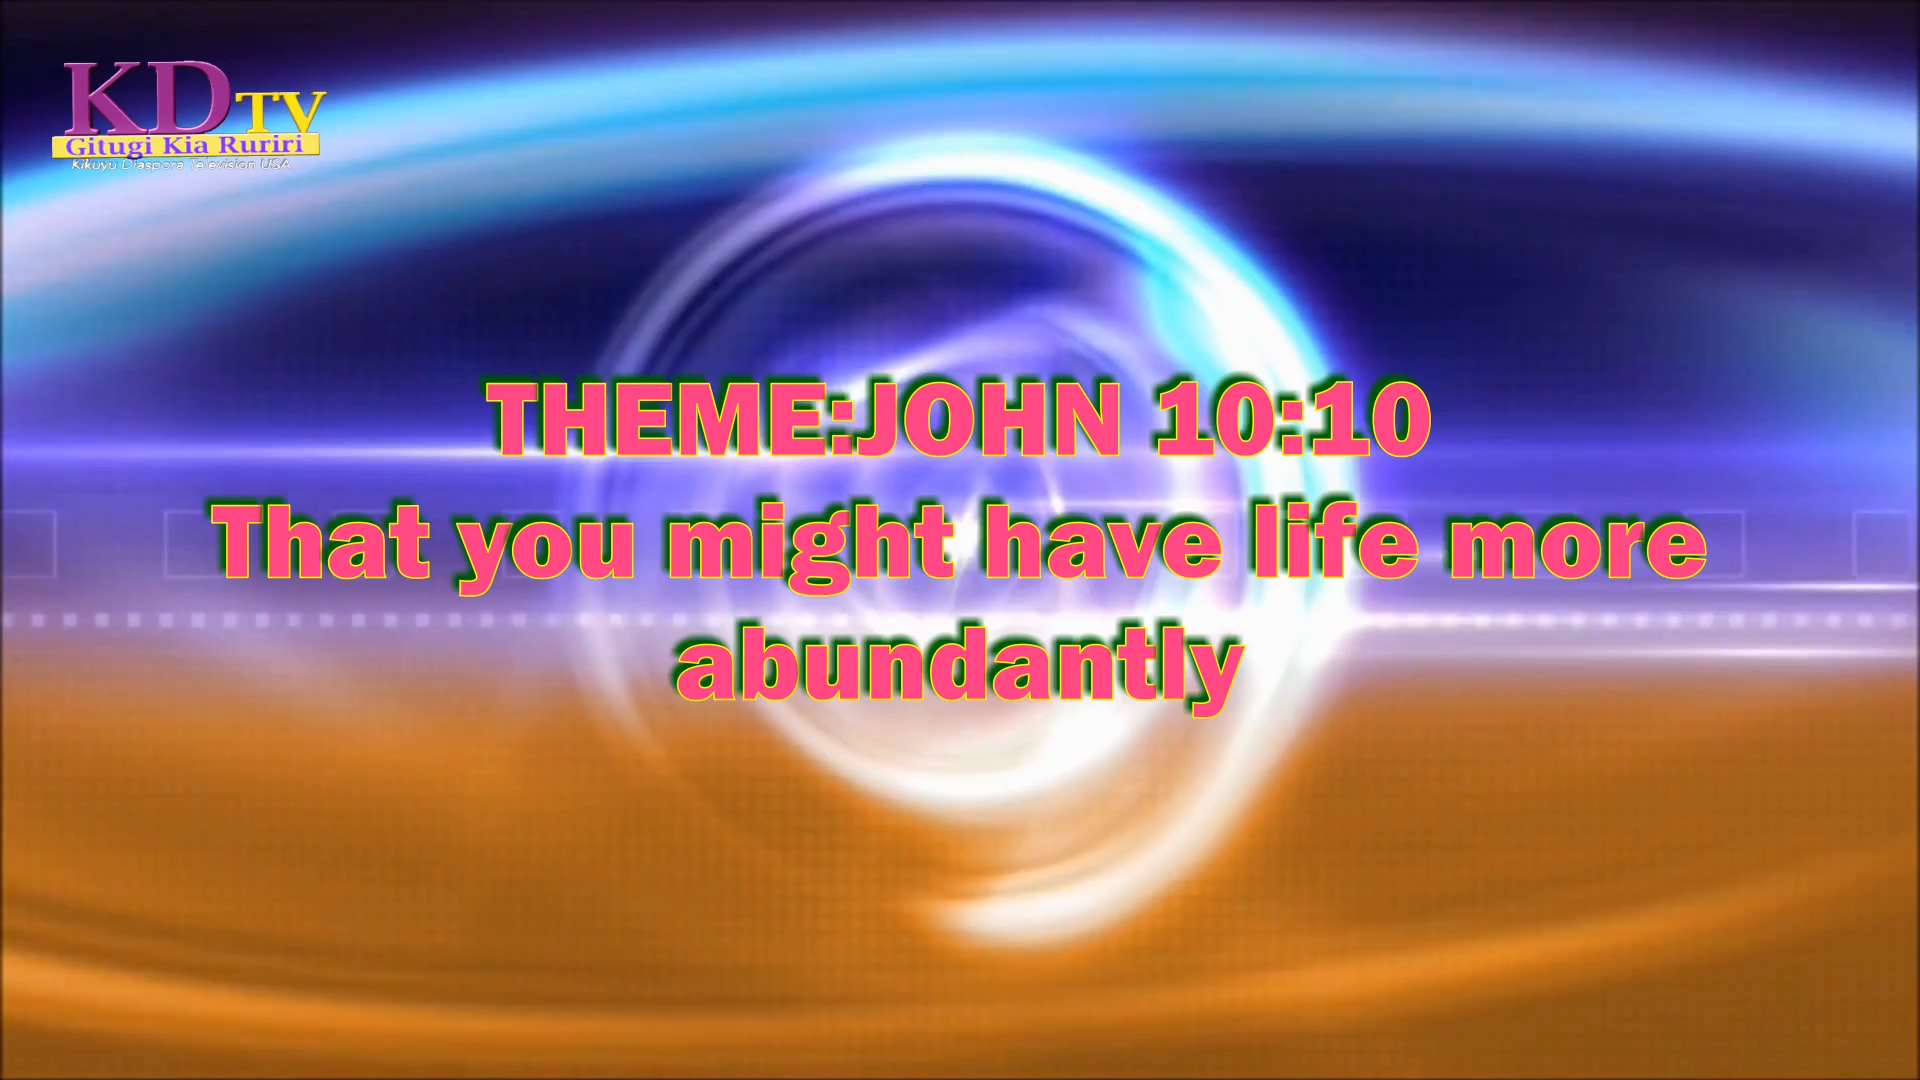 KDTV
Gitugi Kia Ruriri
Kikuyu Diaspora Television USA
THEME:JOHN 10:10
That you might have life more
abundantly